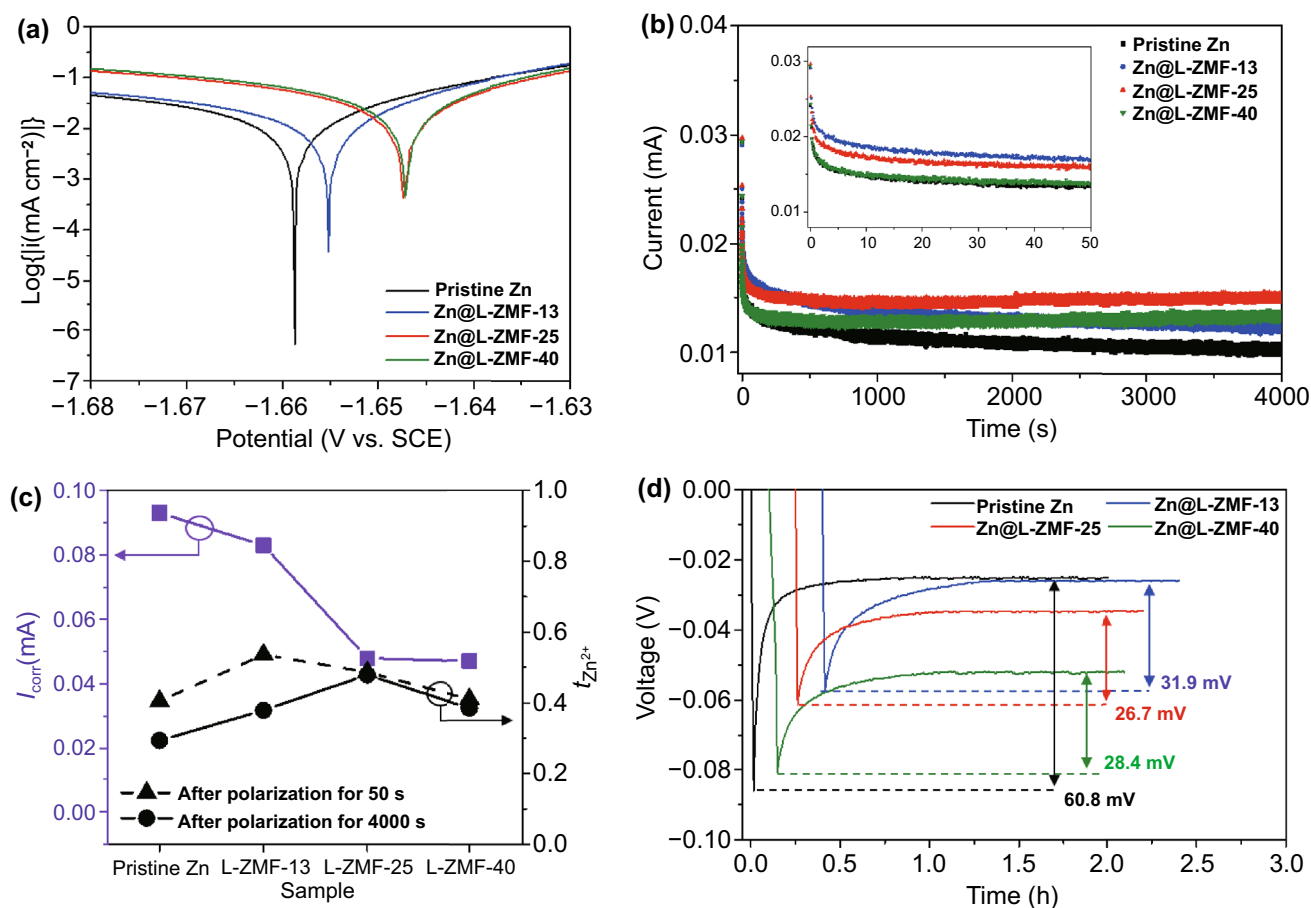 (a)
0
−1
−2
−3
−4
−5
−6
−7
Log{|i(mA cm⁻²)|}
Pristine Zn
Zn@L-ZMF-13
Zn@L-ZMF-25
Zn@L-ZMF-40
−1.68 −1.66 −1.65 −1.64 −1.63
Potential (V vs. SCE)
(b)
0.04
0.03
0.02
0.01
Current (mA)
Pristine Zn
Zn@L-ZMF-13
Zn@L-ZMF-25
Zn@L-ZMF-40
0.03
0.02
0.01
0 10 20 30 40 50
0 1000 2000 3000 4000
Time (s)
(c)
0.10
0.08
0.06
0.04
0.02
0.00
I corr (mA)
1.0
0.8
0.6
0.4
0.2
0.0
tZn²⁺
After polarization for 50 s
After polarization for 4000 s
Pristine Zn L-ZMF-13 L-ZMF-25 L-ZMF-40
Sample
(d)
0.00
−0.02
−0.04
−0.06
−0.08
−0.10
Voltage (V)
Pristine Zn Zn@L-ZMF-13
Zn@L-ZMF-25 Zn@L-ZMF-40
31.9 mV
26.7 mV
28.4 mV
60.8 mV
0.0 0.5 1.0 1.5 2.0 2.5 3.0
Time (h)